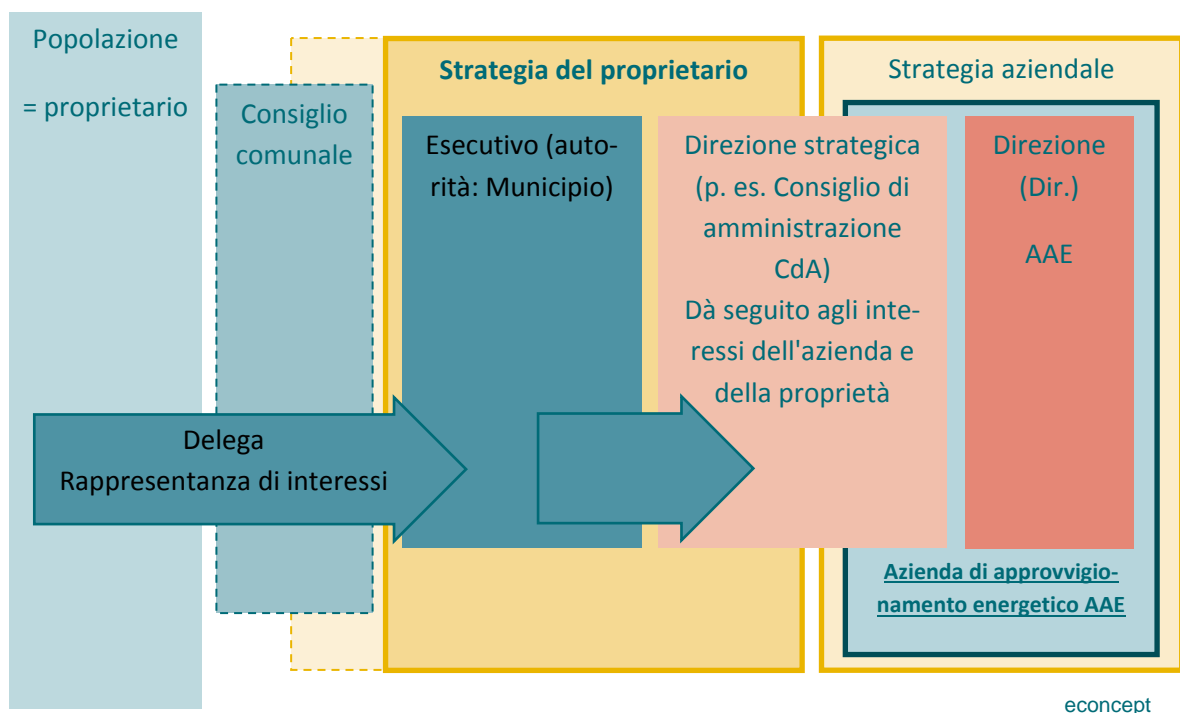 Popolazione
= proprietario
Consiglio
comunale
Strategia del proprietario
Esecutivo (auto-
rità: Municipio)
Direzione strategica
(p. es. Consiglio di
amministrazione
CdA)
Dà seguito agli inte-
ressi dell'azienda e
della proprietà
Strategia aziendale
Direzione
(Dir.)
AAE
Delega
Rappresentanza di interessi
Azienda di approvvigio-
namento energetico AAE
econcept